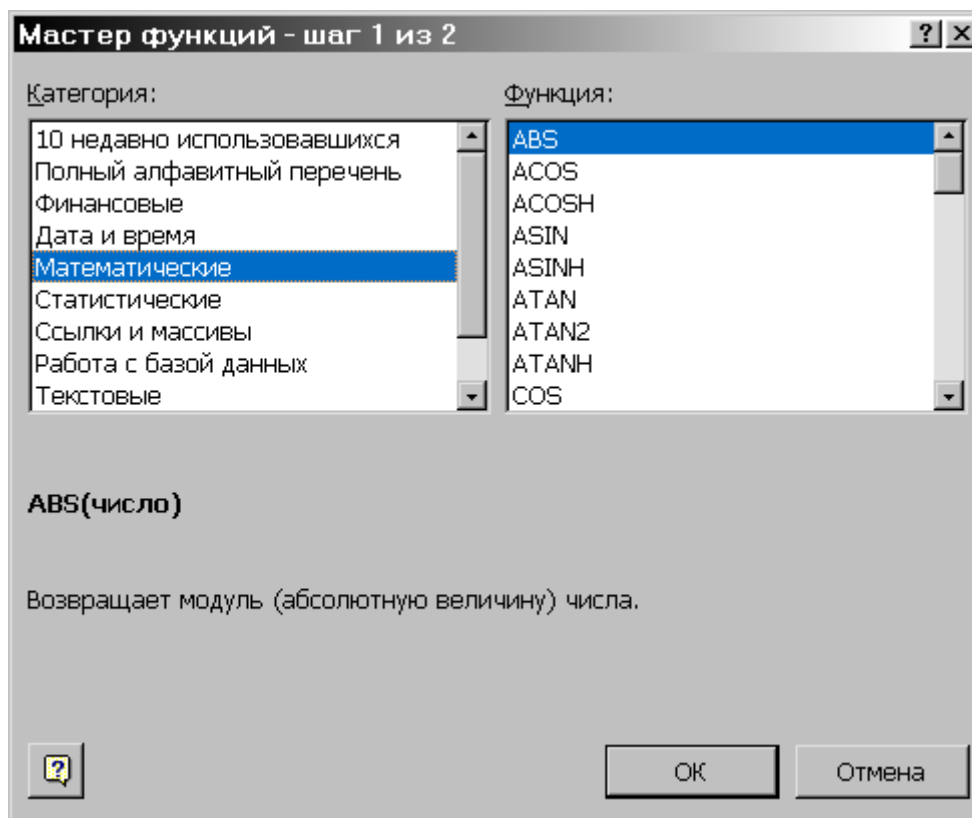 Мастер функций - шаг 1 из 2
Категория:
Функция:
10 недавно использовавшихся
Полный алфавитный перечень
Финансовые
Дата и время
Математические
Статистические
Ссылки и массивы
Работа с базой данных
Текстовые
ABS
ACOS
ACOSH
ASIN
ASINH
ATAN
ATAN2
ATANH
COS
ABS(число)
Возвращает модуль (абсолютную величину) числа.
ОК
Отмена